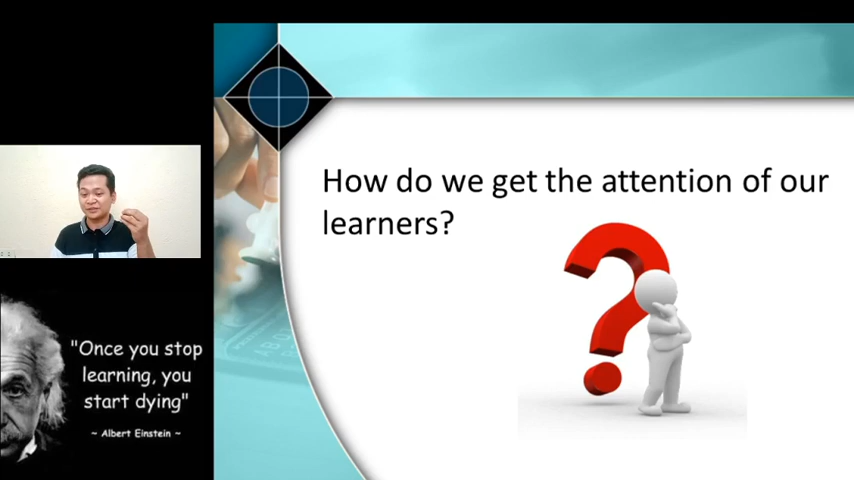 How do we get the attention of our
learners?
"Once you stop
learning, you
start dying"
~ Albert Einstein ~